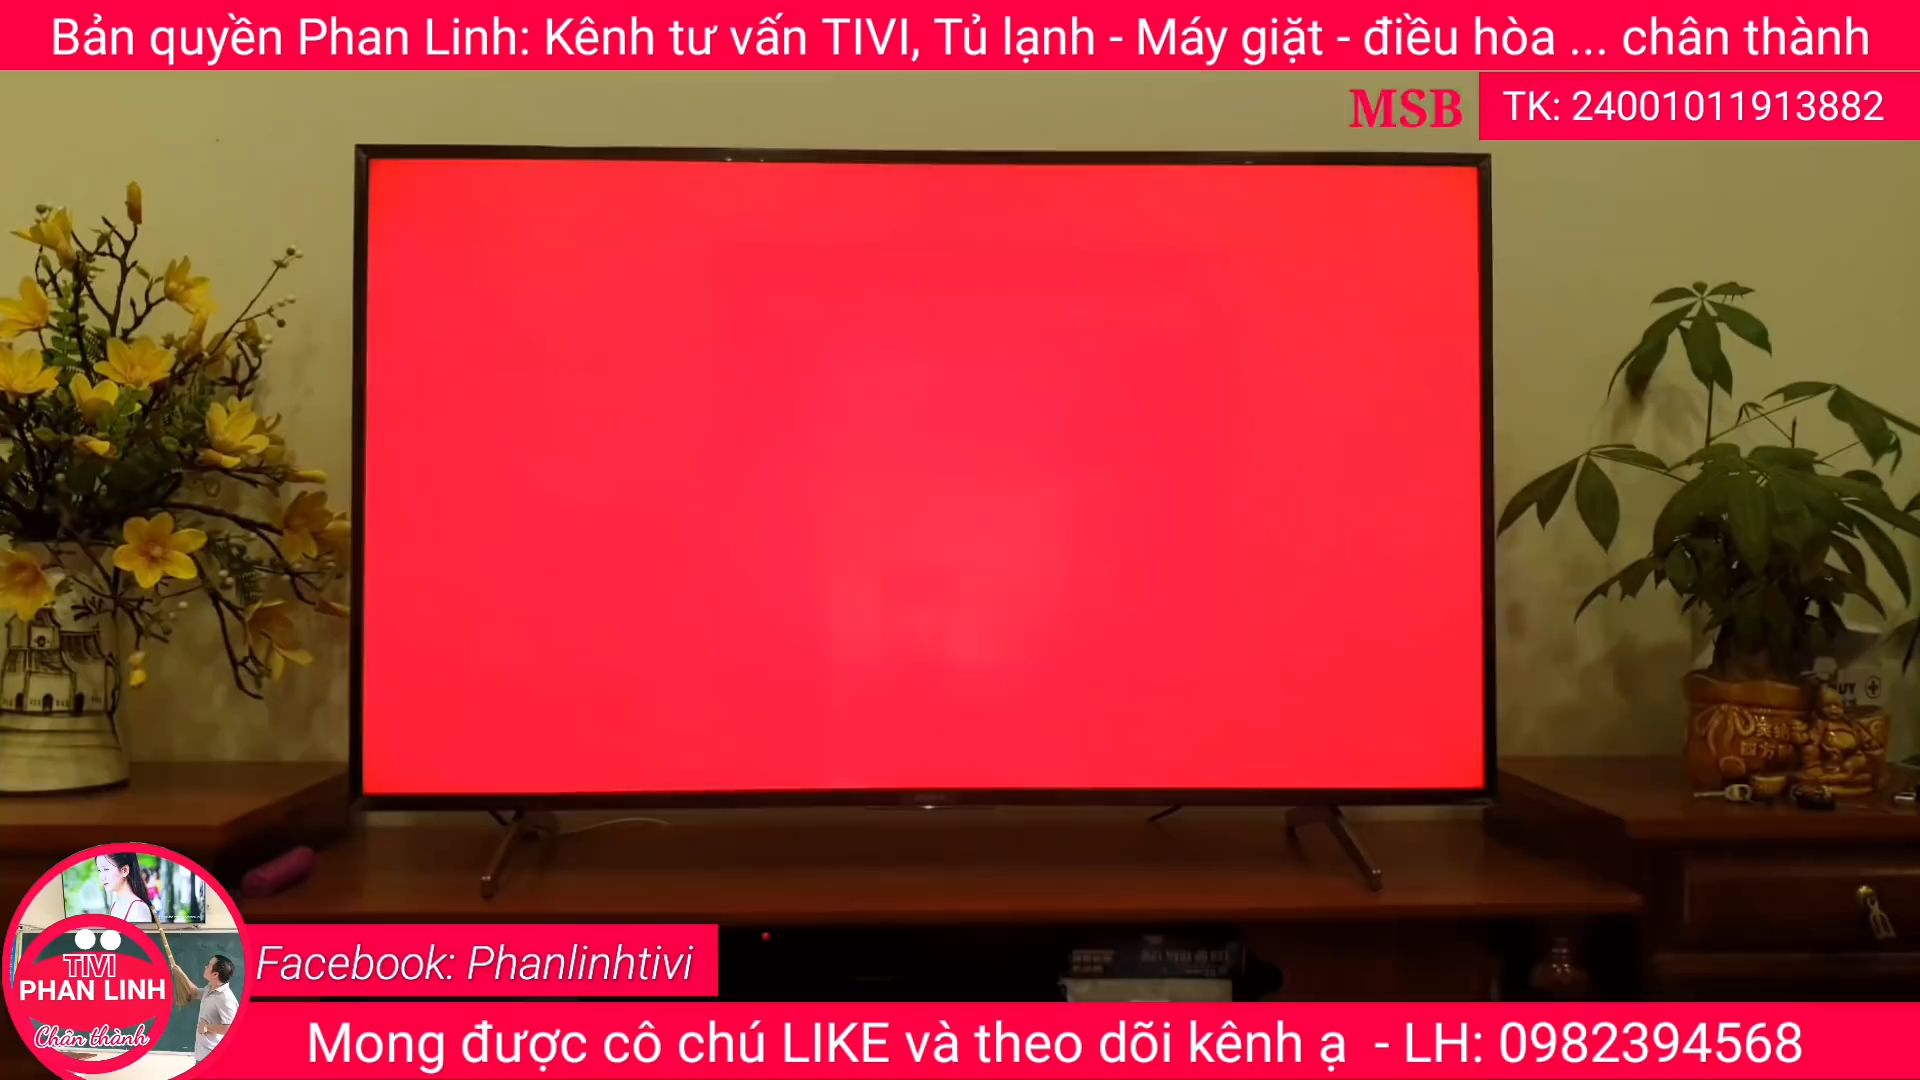 Bản quyền Phan Linh: Kênh tư vấn TIVI, Tủ lạnh - Máy giặt - điều hòa ... chân thành
MSB
TK: 24001011913882
TIVI
PHAN LINH
Chân thành
Facebook: Phanlinhtivi
Mong được cô chú LIKE và theo dõi kênh ạ - LH: 0982394568